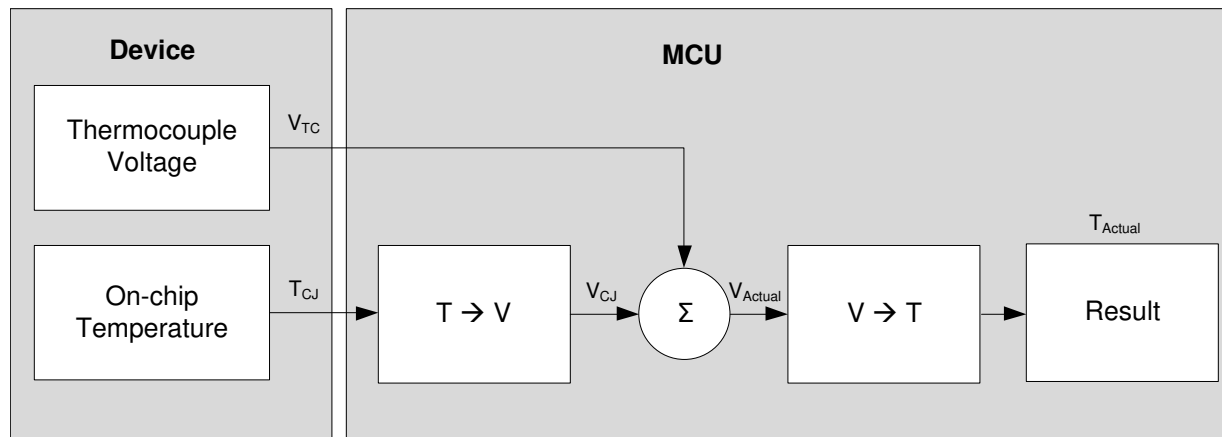 Device
MCU
Thermocouple
Voltage
V_TC
On-chip
Temperature
T_CJ
T → V
V_CJ
Σ
V_Actual
V → T
T_Actual
Result